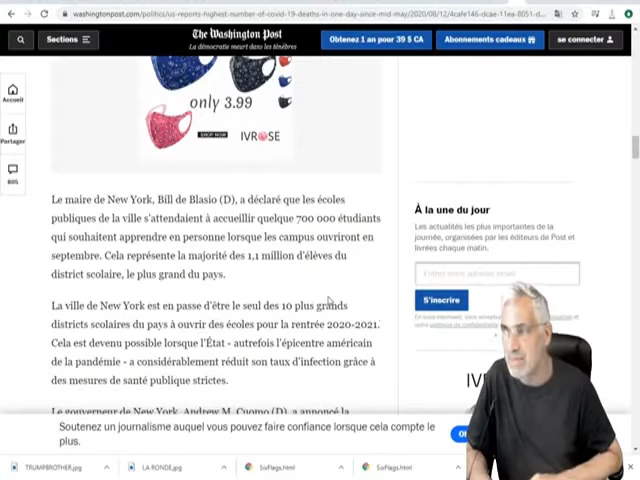 washingtonpost.com/politics/us-reports-highest-number-of-covid-19-deaths-in-one-day-since-mid-may/2020/08/12/4cafe146-dcae-11ea-8051-d...
Sections
The Washington Post
La démocratie meurt dans les ténèbres
Obtenez 1 an pour 39 $ CA
Abonnements cadeaux
se connecter
Accueil
Partager
805
only 3.99
SHOP NOW
IVROSE
Le maire de New York, Bill de Blasio (D), a déclaré que les écoles
publiques de la ville s'attendaient à accueillir quelque 700 000 étudiants
qui souhaitent apprendre en personne lorsque les campus ouvriront en
septembre. Cela représente la majorité des 1,1 million d'élèves du
district scolaire, le plus grand du pays.
La ville de New York est en passe d'être le seul des 10 plus grands
districts scolaires du pays à ouvrir des écoles pour la rentrée 2020-2021.
Cela est devenu possible lorsque l'État - autrefois l'épicentre américain
de la pandémie - a considérablement réduit son taux d'infection grâce à
des mesures de santé publique strictes.
Le gouverneur de New York, Andrew M. Cuomo (D), a annoncé la
À la une du jour
Les actualités les plus importantes de la
journée, organisées par les éditeurs de Post et
livrées chaque matin.
Entrez votre adresse email
S'inscrire
IV
Soutenez un journalisme auquel vous pouvez faire confiance lorsque cela compte le
plus.
TRUMPBROTHER.jpg
LA RONDE.jpg
SixFlags.html
SixFlags.html